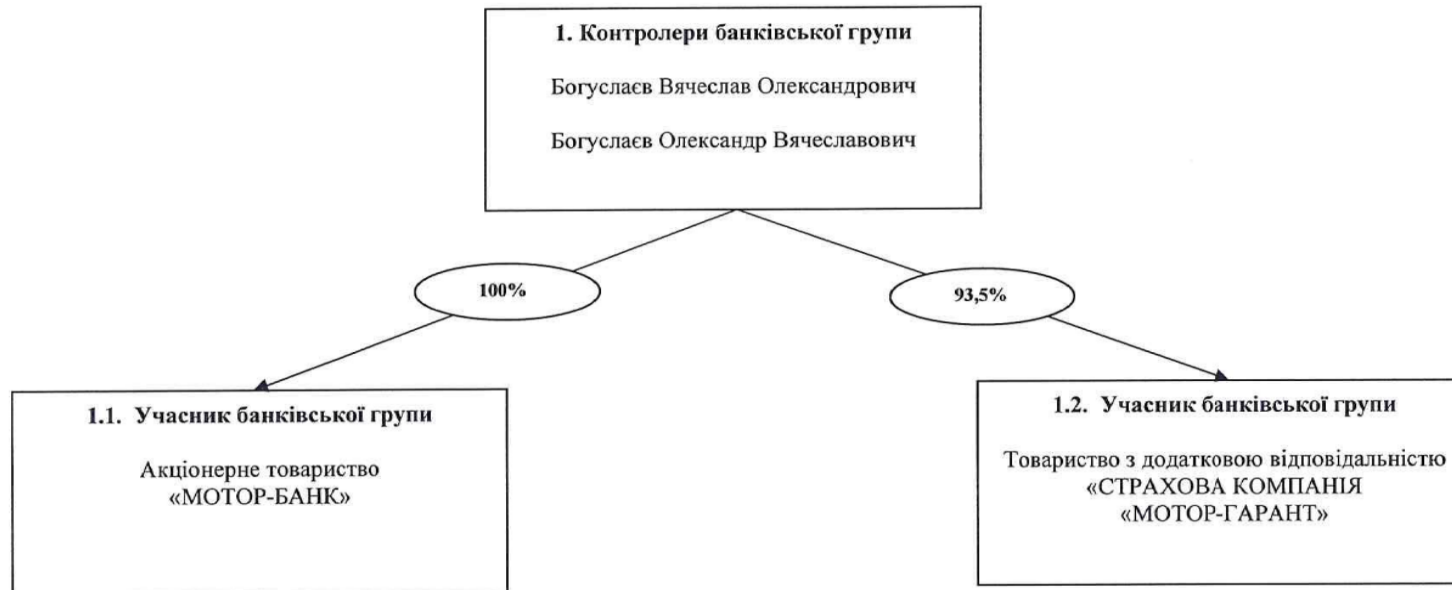 1. Контролери банківської групи
Богуслаєв Вячеслав Олександрович
Богуслаєв Олександр Вячеславович
100%
93,5%
1.1. Учасник банківської групи
Акціонерне товариство
«МОТОР-БАНК»
1.2. Учасник банківської групи
Товариство з додатковою відповідальністю
«СТРАХОВА КОМПАНІЯ
«МОТОР-ГАРАНТ»